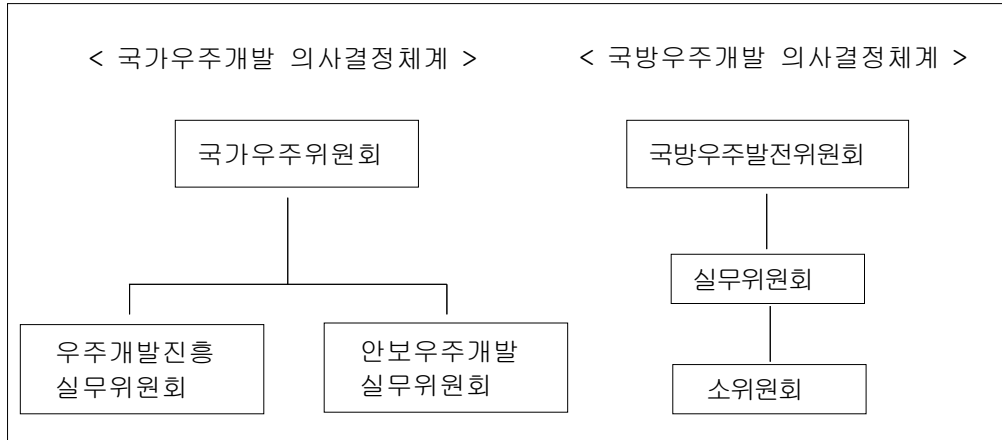 < 국가우주개발 의사결정체계 >
< 국방우주개발 의사결정체계 >
국가우주위원회
국방우주발전위원회
실무위원회
우주개발진흥
실무위원회
안보우주개발
실무위원회
소위원회